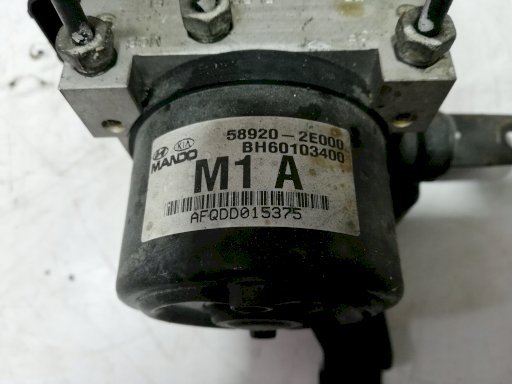 KIA
MANDO
58920-2E000
BH60103400
M1 A
AFQDD015375